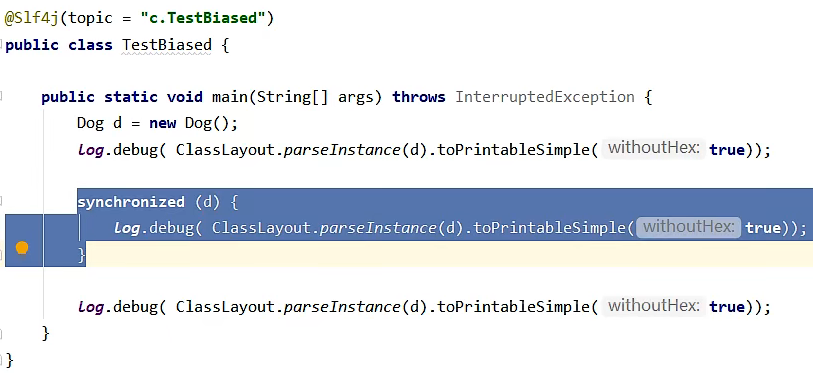 @Slf4j(topic = "c.TestBiased")
public class TestBiased {
public static void main(String[] args) throws InterruptedException {
Dog d = new Dog();
log.debug( ClassLayout.parseInstance(d).toPrintableSimple( withoutHex: true));
synchronized (d) {
log.debug( ClassLayout.parseInstance(d).toPrintableSimple( withoutHex: true));
}
log.debug( ClassLayout.parseInstance(d).toPrintableSimple( withoutHex: true));
}
}